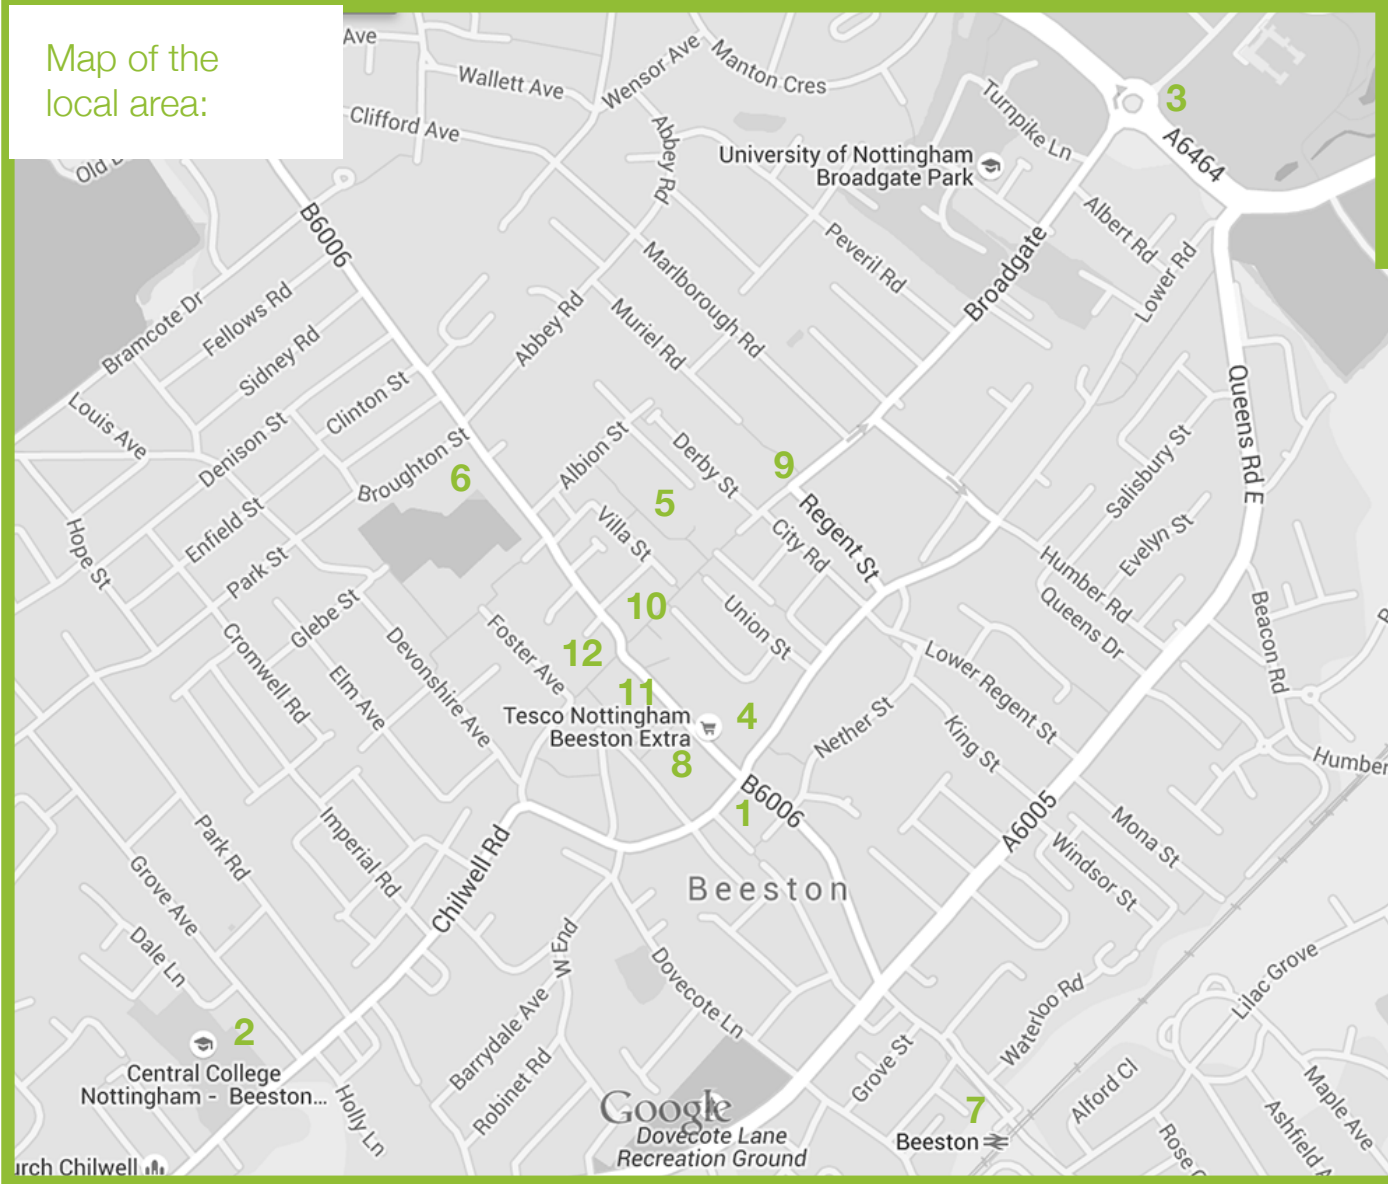 Map of the
local area:
Ave
Wallett Ave
Wensor Ave
Manton Cres
Clifford Ave
Abbey Rd
Turnpike Ln
3
A6464
University of Nottingham
Broadgate Park
Old
B6006
Albert Rd
Lower Rd
Peveril Rd
Broadgate
Marlborough Rd
Muriel Rd
Abbey Rd
Bramcote Dr
Fellows Rd
Sidney Rd
Clinton St
Louis Ave
Denison St
Broughton St
6
Albion St
Derby St
9
5
Queens Rd E
Salisbury St
Evelyn St
Enfield St
Hope St
Park St
Villa St
City Rd
Regent St
Humber Rd
Queens Dr
Beacon Rd
Glebe St
10
Union St
Cromwell Rd
Elm Ave
Devonshire Ave
Foster Ave
12
11
Lower Regent St
Nether St
King St
Tesco Nottingham
Beeston Extra
4
8
1
B6006
Humber
A6005
Mona St
Windsor St
Park Rd
Imperial Rd
Grove Ave
Chilwell Rd
Beeston
Dale Ln
W End
Dovecote Ln
Lilac Grove
Waterloo Rd
2
Central College
Nottingham - Beeston...
Barrydale Ave
Robinet Rd
Holly Ln
Grove St
Alford Cl
Maple Ave
Ashfield A
Rose
7
Beeston
Google
Dovecote Lane
Recreation Ground
urch Chilwell